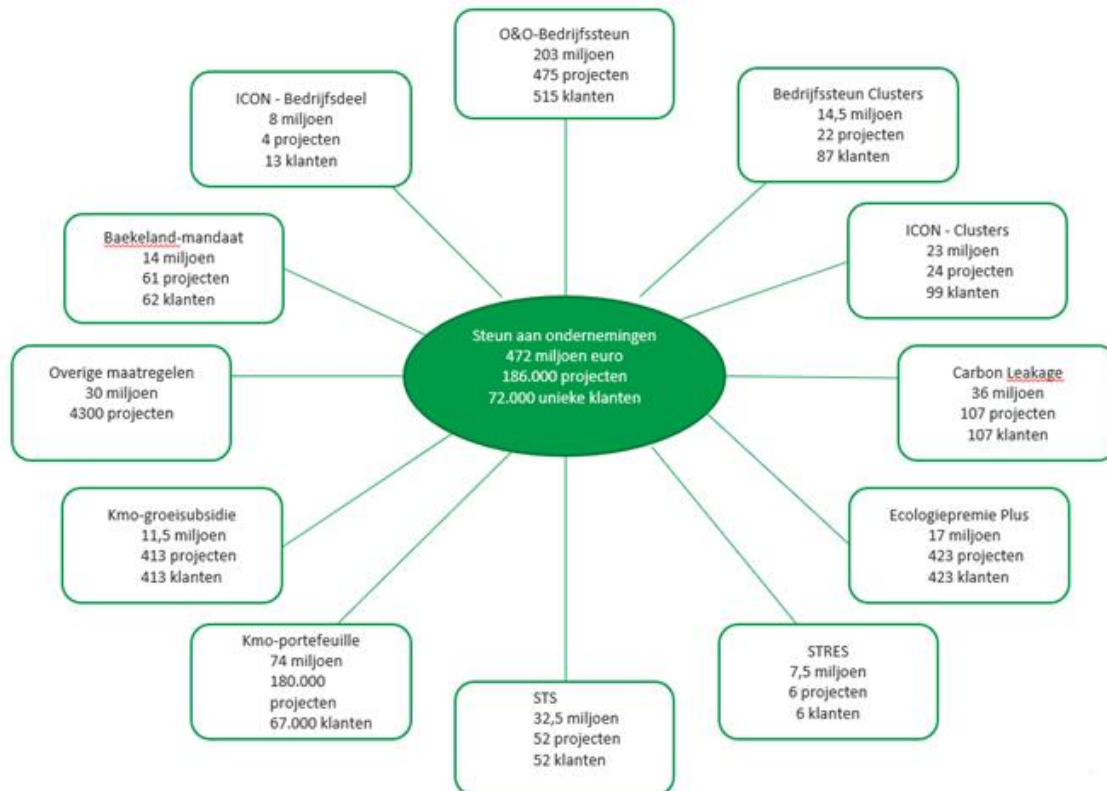 O&O-Bedrijfssteun
203 miljoen
475 projecten
515 klanten
Bedrijfssteun Clusters
14,5 miljoen
22 projecten
87 klanten
ICON - Bedrijfsdeel
8 miljoen
4 projecten
13 klanten
Baekeland-mandaat
14 miljoen
61 projecten
62 klanten
ICON - Clusters
23 miljoen
24 projecten
99 klanten
Steun aan ondernemingen
472 miljoen euro
186.000 projecten
72.000 unieke klanten
Overige maatregelen
30 miljoen
4300 projecten
Carbon Leakage
36 miljoen
107 projecten
107 klanten
Kmo-groeisubsidie
11,5 miljoen
413 projecten
413 klanten
Ecologiepremie Plus
17 miljoen
423 projecten
423 klanten
Kmo-portefeuille
74 miljoen
180.000
projecten
67.000 klanten
STS
32,5 miljoen
52 projecten
52 klanten
STRES
7,5 miljoen
6 projecten
6 klanten